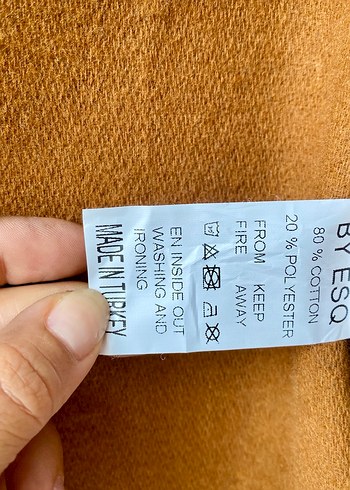 BY ESQ
80 % COTTON
20 % POLYESTER
FROM KEEP
FIRE AWAY
EN INSIDE OUT
WASHING AND
IRONING
MADE IN TURKEY